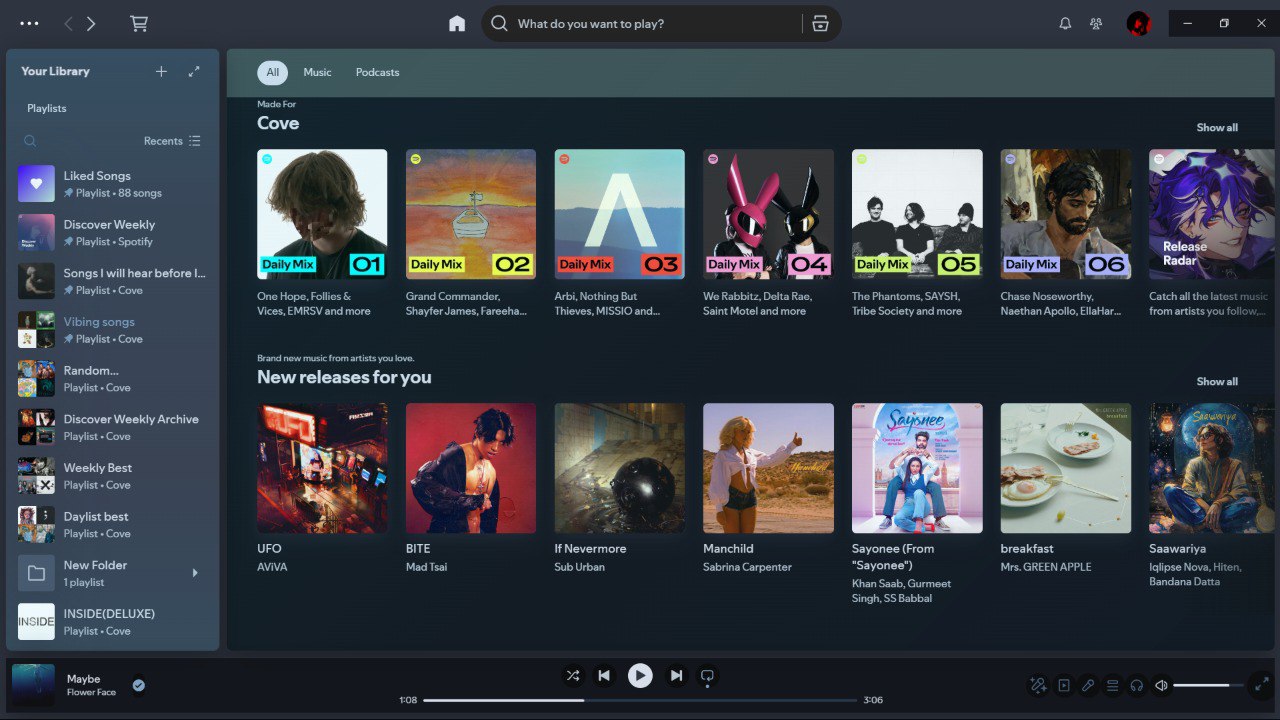 What do you want to play?
Your Library
Playlists
Recents
Liked Songs
Playlist • 88 songs
Discover Weekly
Playlist • Spotify
Songs I will hear before I...
Playlist • Cove
Vibing songs
Playlist • Cove
Random...
Playlist • Cove
Discover Weekly Archive
Playlist • Cove
Weekly Best
Playlist • Cove
Daylist best
Playlist • Cove
New Folder
1 playlist
INSIDE
INSIDE(DELUXE)
Playlist • Cove
All
Music
Podcasts
Made For
Cove
Show all
Daily Mix 01
Daily Mix 02
Daily Mix 03
Daily Mix 04
Daily Mix 05
Daily Mix 06
Release
Radar
One Hope, Follies &
Vices, EMRSV and more
Grand Commander,
Shayfer James, Fareeha...
Arbi, Nothing But
Thieves, MISSIO and...
We Rabbitz, Delta Rae,
Saint Motel and more
The Phantoms, SAYSH,
Tribe Society and more
Chase Noseworthy,
Naethan Apollo, EllaHar...
Catch all the latest music
from artists you follow,...
Brand new music from artists you love.
New releases for you
Show all
UFO
Sayonee
MRS. GREEN APPLE
breakfast
Saawariya
UFO
AViVA
BITE
Mad Tsai
If Nevermore
Sub Urban
Manchild
Sabrina Carpenter
Sayonee (From
"Sayonee")
Khan Saab, Gurmeet
Singh, SS Babbal
breakfast
Mrs. GREEN APPLE
Saawariya
Iqlipse Nova, Hiten,
Bandana Datta
Maybe
Flower Face
1:08
3:06